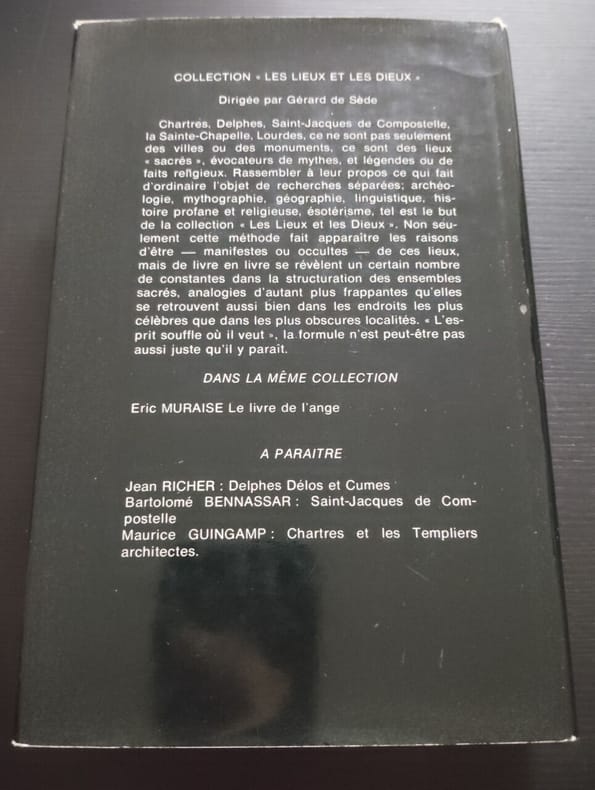 COLLECTION « LES LIEUX ET LES DIEUX »
Dirigée par Gérard de Sède
Chartres, Delphes, Saint-Jacques de Compostelle,
la Sainte-Chapelle, Lourdes, ce ne sont pas seulement
des villes ou des monuments, ce sont des lieux
« sacrés », évocateurs de mythes, et légendes ou de
faits religieux. Rassembler à leur propos ce qui fait
d'ordinaire l'objet de recherches séparées; archéo-
logie, mythographie, géographie, linguistique, his-
toire profane et religieuse, ésotérisme, tel est le but
de la collection « Les Lieux et les Dieux ». Non seu-
lement cette méthode fait apparaître les raisons
d'être — manifestes ou occultes — de ces lieux,
mais de livre en livre se révèlent un certain nombre
de constantes dans la structuration des ensembles
sacrés, analogies d'autant plus frappantes qu'elles
se retrouvent aussi bien dans les endroits les plus
célèbres que dans les plus obscures localités. « L'es-
prit souffle où il veut », la formule n'est peut-être pas
aussi juste qu'il y parait.
DANS LA MÊME COLLECTION
Eric MURAISE Le livre de l'ange
A PARAITRE
Jean RICHER : Delphes Délos et Cumes
Bartolomé BENNASSAR : Saint-Jacques de Com-
postelle
Maurice GUINGAMP : Chartres et les Templiers
architectes.